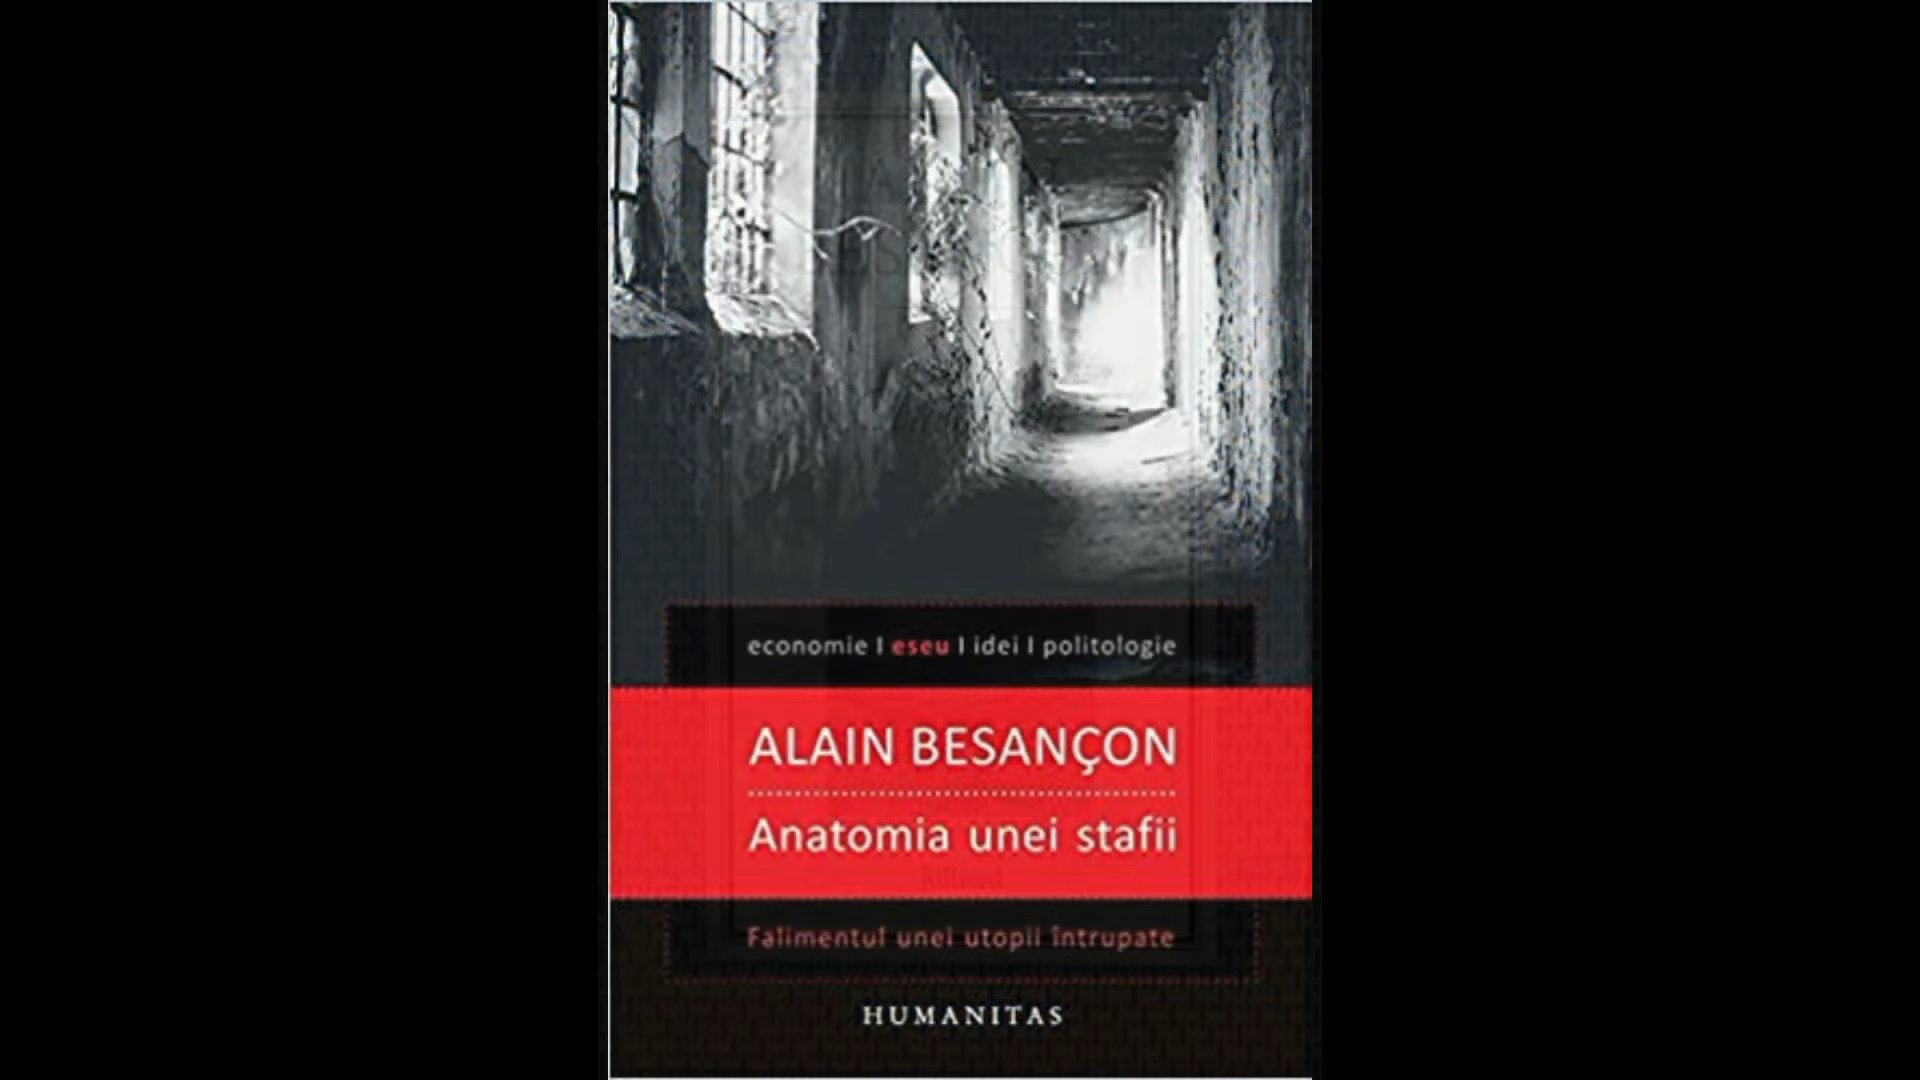 economie I eseu I idei I politologie
ALAIN BESANÇON
Anatomia unei stafii
Falimentul unei utopii întrupate
HUMANITAS